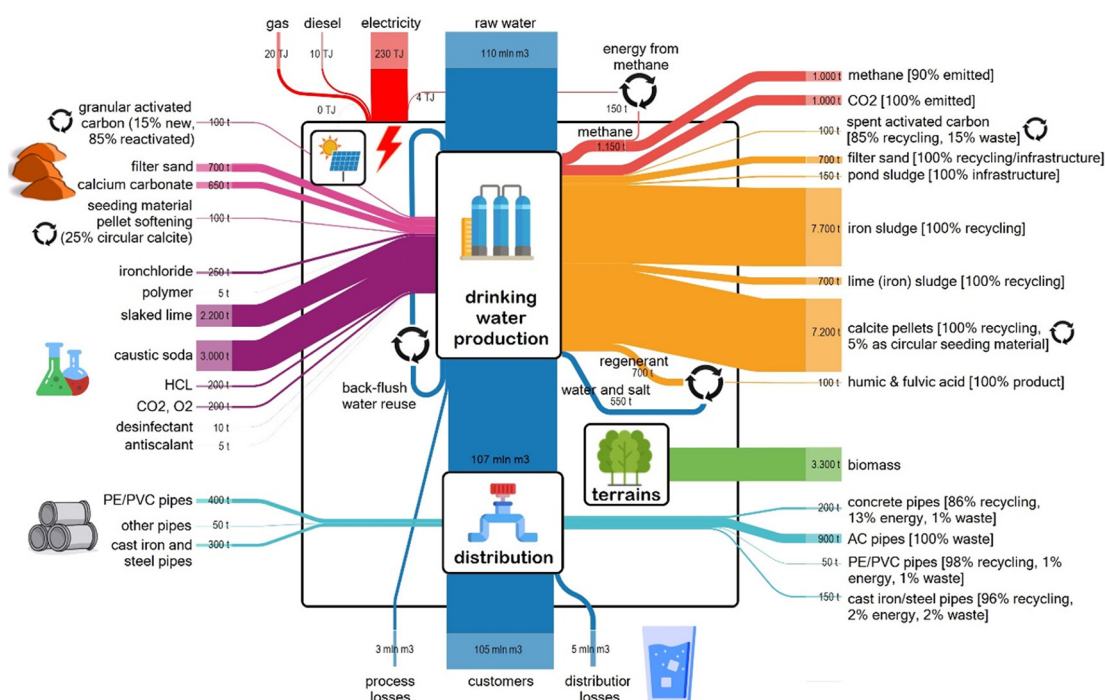 gas
diesel
electricity
raw water
20 TJ
10 TJ
230 TJ
110 mln m3
0 TJ
4 TJ
energy from
methane
150 t
methane
1.150 t
granular activated
carbon (15% new,
85% reactivated)
100 t
filter sand
700 t
calcium carbonate
650 t
seeding material
pellet softening
(25% circular calcite)
100 t
ironchloride
250 t
polymer
5 t
slaked lime
2.200 t
caustic soda
3.000 t
HCL
200 t
CO2, O2
200 t
desinfectant
10 t
antiscalant
5 t
PE/PVC pipes
400 t
other pipes
50 t
cast iron and
steel pipes
300 t
drinking
water
production
back-flush
water reuse
regenerant
700 t
water and salt
550 t
107 mln m3
distribution
terrains
1.000 t
methane [90% emitted]
1.000 t
CO2 [100% emitted]
100 t
spent activated carbon
[85% recycling, 15% waste]
700 t
filter sand [100% recycling/infrastructure]
150 t
pond sludge [100% infrastructure]
7.700 t
iron sludge [100% recycling]
700 t
lime (iron) sludge [100% recycling]
7.200 t
calcite pellets [100% recycling,
5% as circular seeding material]
100 t
humic & fulvic acid [100% product]
3.300 t
biomass
200 t
concrete pipes [86% recycling,
13% energy, 1% waste]
900 t
AC pipes [100% waste]
50 t
PE/PVC pipes [98% recycling, 1%
energy, 1% waste]
150 t
cast iron/steel pipes [96% recycling,
2% energy, 2% waste]
3 mln m3
105 mln m3
5 mln m3
process
losses
customers
distributior
losses